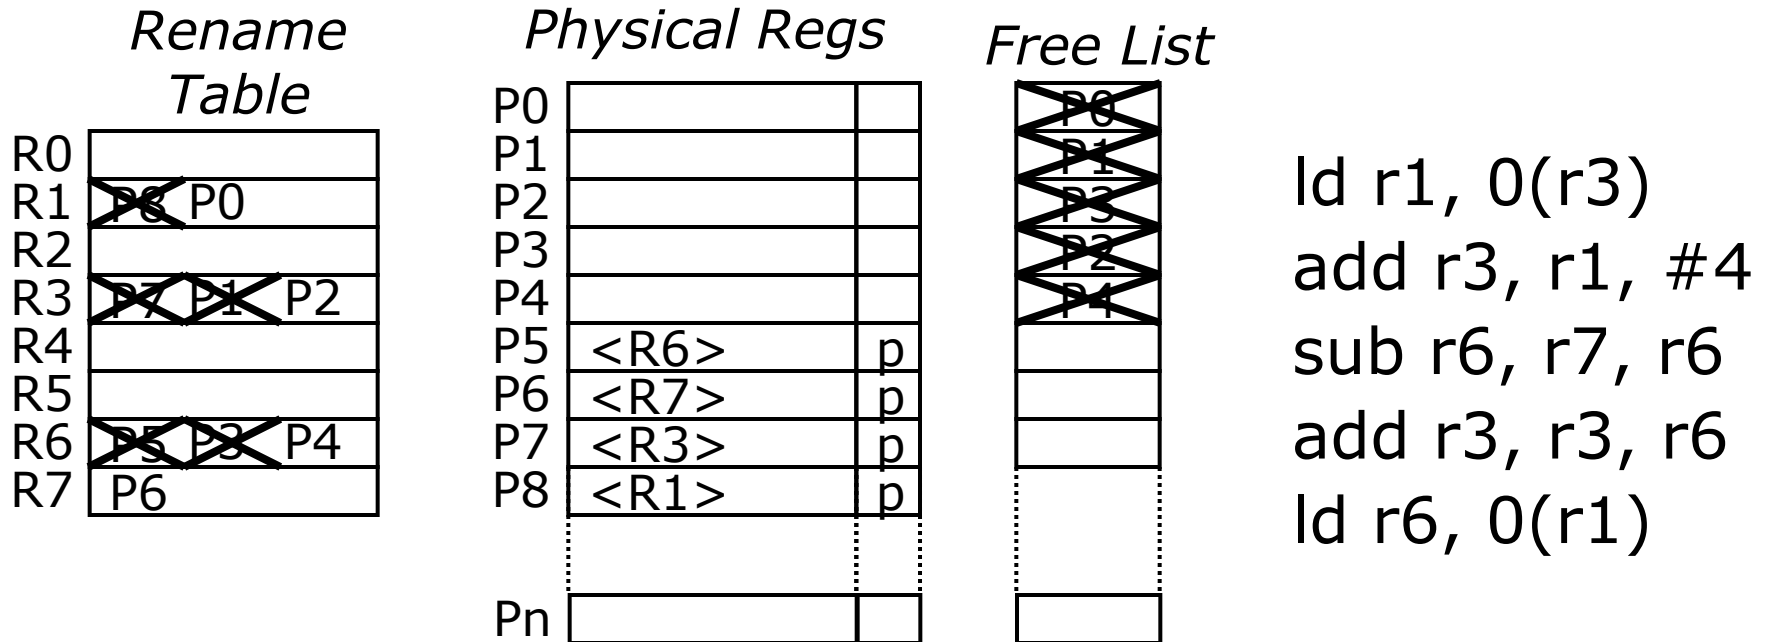 Rename
Table
R0
R1 P8 P0
R2
R3 P7 P1 P2
R4
R5
R6 P5 P3 P4
R7 P6
Physical Regs
P0
P1
P2
P3
P4
P5 <R6> p
P6 <R7> p
P7 <R3> p
P8 <R1> p
Pn
Free List
P0
P1
P3
P2
P4
ld r1, 0(r3)
add r3, r1, #4
sub r6, r7, r6
add r3, r3, r6
ld r6, 0(r1)